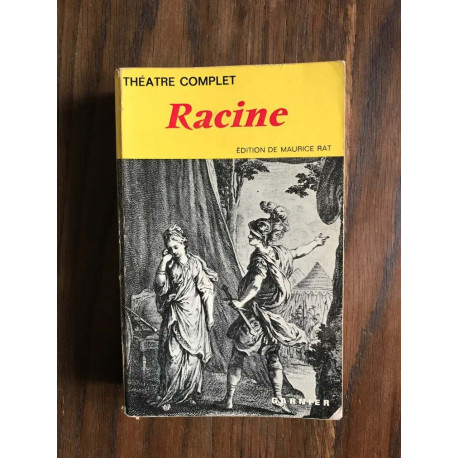 THÉATRE COMPLET
Racine
ÉDITION DE MAURICE RAT
GARNIER